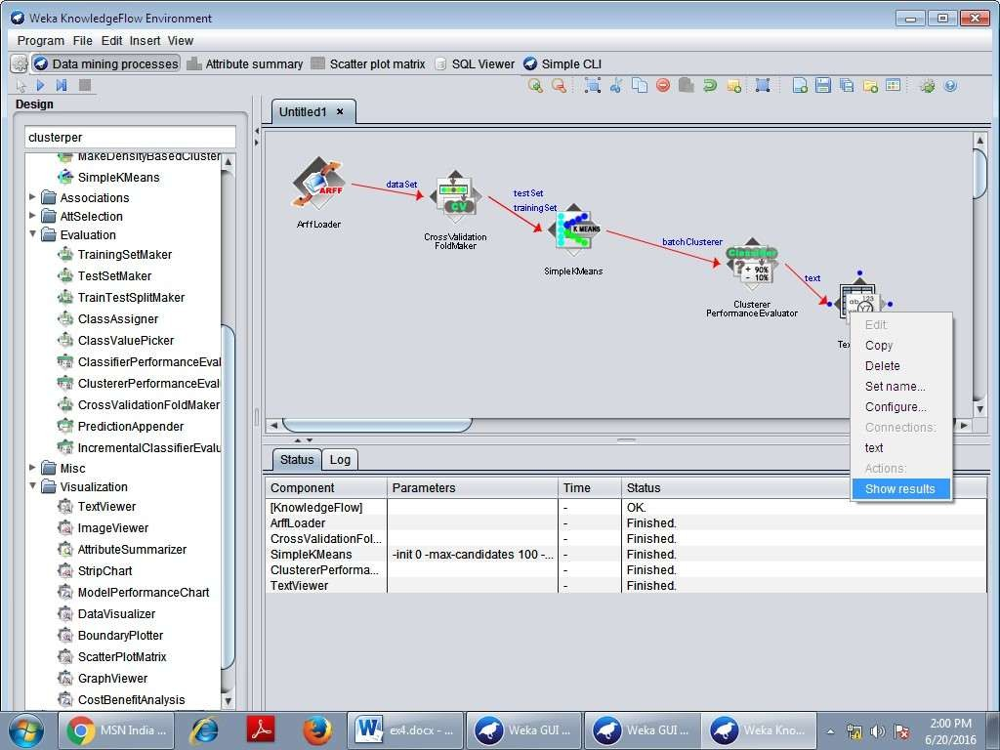 Weka KnowledgeFlow Environment
Program File Edit Insert View
Data mining processes Attribute summary Scatter plot matrix SQL Viewer Simple CLI
Design
Untitled1
clusterper
MakeDensityBasedCluster
SimpleKMeans
Associations
AttSelection
Evaluation
TrainingSetMaker
TestSetMaker
TrainTestSplitMaker
ClassAssigner
ClassValuePicker
ClassifierPerformanceEval
ClustererPerformanceEval
CrossValidationFoldMaker
PredictionAppender
IncrementalClassifierEvalu
Misc
Visualization
TextViewer
ImageViewer
AttributeSummarizer
StripChart
ModelPerformanceChart
DataVisualizer
BoundaryPlotter
ScatterPlotMatrix
GraphViewer
CostBenefitAnalysis
ARFF
ArffLoader
dataSet
CV
CrossValidation
FoldMaker
testSet
trainingSet
K MEANS
SimpleKMeans
batchClusterer
Classifier
? + 90%
- 10%
Clusterer
PerformanceEvaluator
text
ab 123
Y7
Tex
Edit:
Copy
Delete
Set name...
Configure...
Connections:
text
Actions:
Show results
Status Log
Component Parameters Time Status
[KnowledgeFlow] - OK.
ArffLoader - Finished.
CrossValidationFol... - Finished.
SimpleKMeans -init 0 -max-candidates 100 -... - Finished.
ClustererPerforma... - Finished.
TextViewer - Finished.
MSN India ...
ex4.docx - ...
Weka GUI ...
Weka GUI ...
Weka Kno...
2:00 PM
6/20/2016